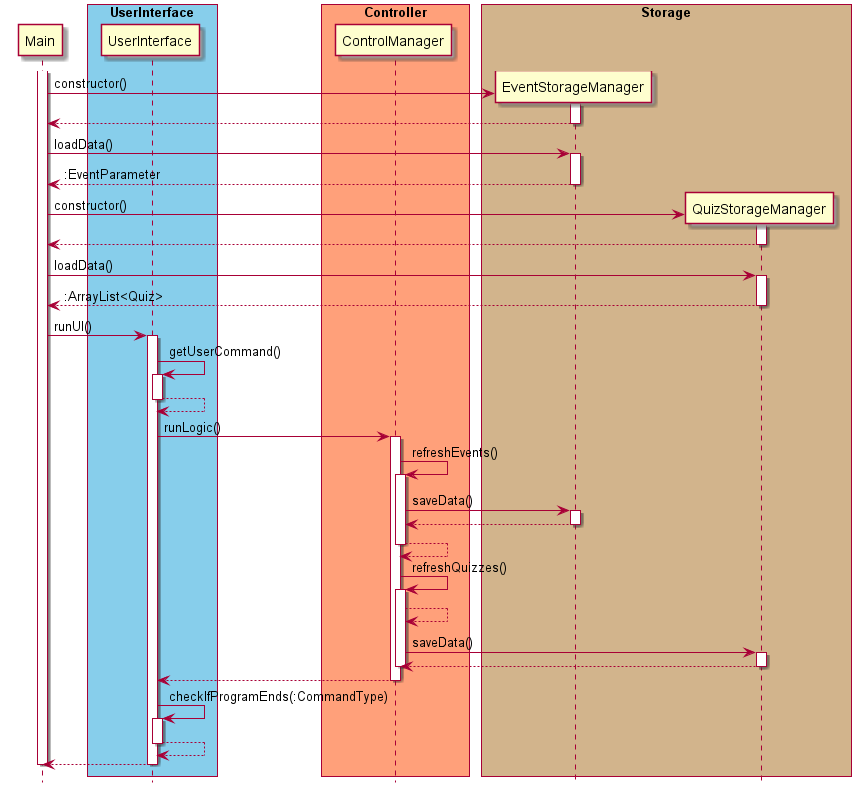 UserInterface
Controller
Storage
Main
UserInterface
ControlManager
constructor()
EventStorageManager
loadData()
:EventParameter
constructor()
QuizStorageManager
loadData()
:ArrayList<Quiz>
runUI()
getUserCommand()
runLogic()
refreshEvents()
saveData()
refreshQuizzes()
saveData()
checkIfProgramEnds(:CommandType)